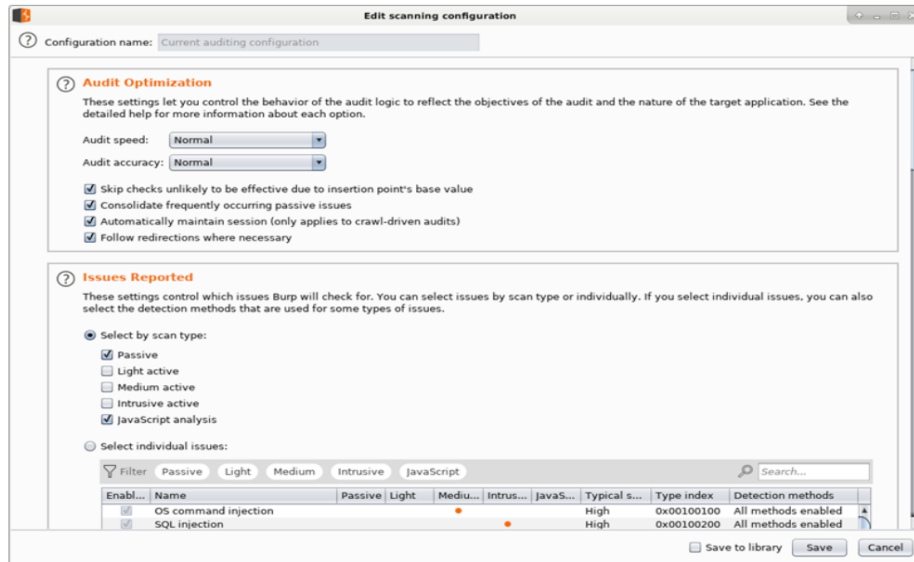 Edit scanning configuration
Configuration name: Current auditing configuration
Audit Optimization
These settings let you control the behavior of the audit logic to reflect the objectives of the audit and the nature of the target application. See the
detailed help for more information about each option.
Audit speed: Normal
Audit accuracy: Normal
Skip checks unlikely to be effective due to insertion point's base value
Consolidate frequently occurring passive issues
Automatically maintain session (only applies to crawl-driven audits)
Follow redirections where necessary
Issues Reported
These settings control which issues Burp will check for. You can select issues by scan type or individually. If you select individual issues, you can also
select the detection methods that are used for some types of issues.
Select by scan type:
Passive
Light active
Medium active
Intrusive active
JavaScript analysis
Select individual issues:
Filter Passive Light Medium Intrusive JavaScript Search...
Enabl... Name Passive Light Mediu... Intrus... JavaS... Typical s... Type index Detection methods
OS command injection High 0x00100100 All methods enabled
SQL injection High 0x00100200 All methods enabled
Save to library Save Cancel